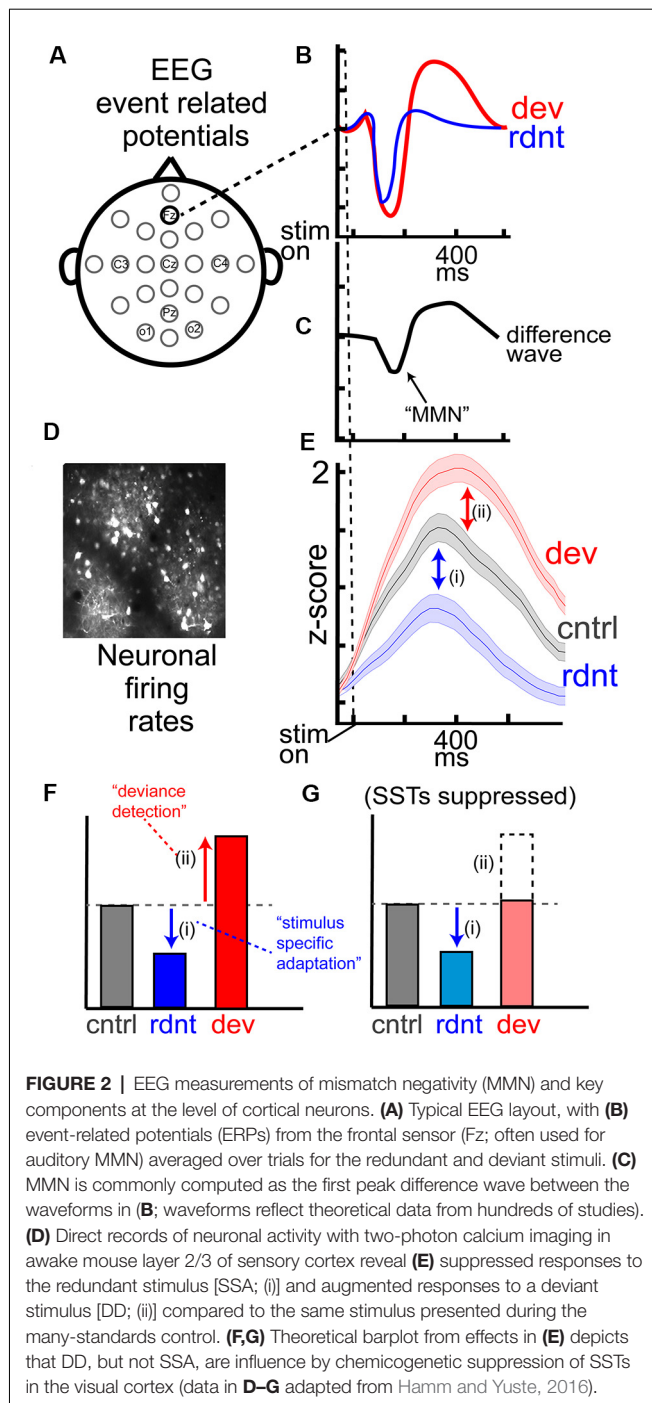 A
EEG
event related
potentials
Fz
C3
Cz
C4
Pz
o1
o2
B
dev
rdnt
stim
on
400
ms
C
difference
wave
“MMN”
D
Neuronal
firing
rates
E
2
z-score
(ii)
dev
(i)
cntrl
rdnt
stim
on
400
ms
F
“deviance
detection”
(ii)
(i)
“stimulus
specific
adaptation”
cntrl
rdnt
dev
G
(SSTs suppressed)
(ii)
(i)
cntrl
rdnt
dev
FIGURE 2 | EEG measurements of mismatch negativity (MMN) and key
components at the level of cortical neurons. (A) Typical EEG layout, with (B)
event-related potentials (ERPs) from the frontal sensor (Fz; often used for
auditory MMN) averaged over trials for the redundant and deviant stimuli. (C)
MMN is commonly computed as the first peak difference wave between the
waveforms in (B; waveforms reflect theoretical data from hundreds of studies).
(D) Direct records of neuronal activity with two-photon calcium imaging in
awake mouse layer 2/3 of sensory cortex reveal (E) suppressed responses to
the redundant stimulus [SSA; (i)] and augmented responses to a deviant
stimulus [DD; (ii)] compared to the same stimulus presented during the
many-standards control. (F,G) Theoretical barplot from effects in (E) depicts
that DD, but not SSA, are influence by chemicogenetic suppression of SSTs
in the visual cortex (data in D–G adapted from Hamm and Yuste, 2016).